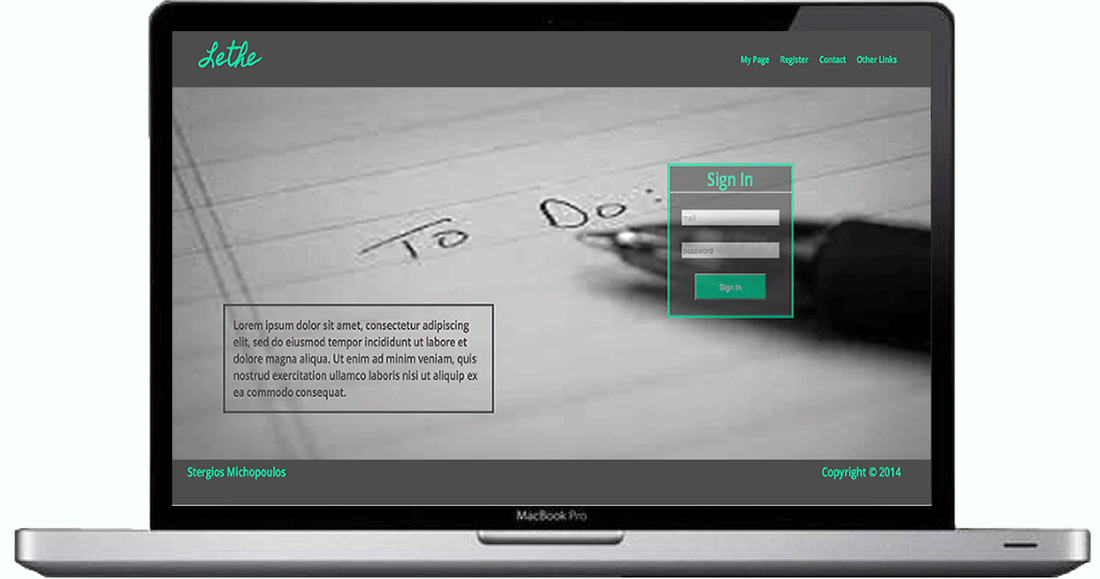 Lethe
My Page Register Contact Other Links
To Do:
Sign In
mail
password
Sign In
Lorem ipsum dolor sit amet, consectetur adipiscing
elit, sed do eiusmod tempor incididunt ut labore et
dolore magna aliqua. Ut enim ad minim veniam, quis
nostrud exercitation ullamco laboris nisi ut aliquip ex
ea commodo consequat.
Stergios Michopoulos Copyright © 2014
MacBook Pro